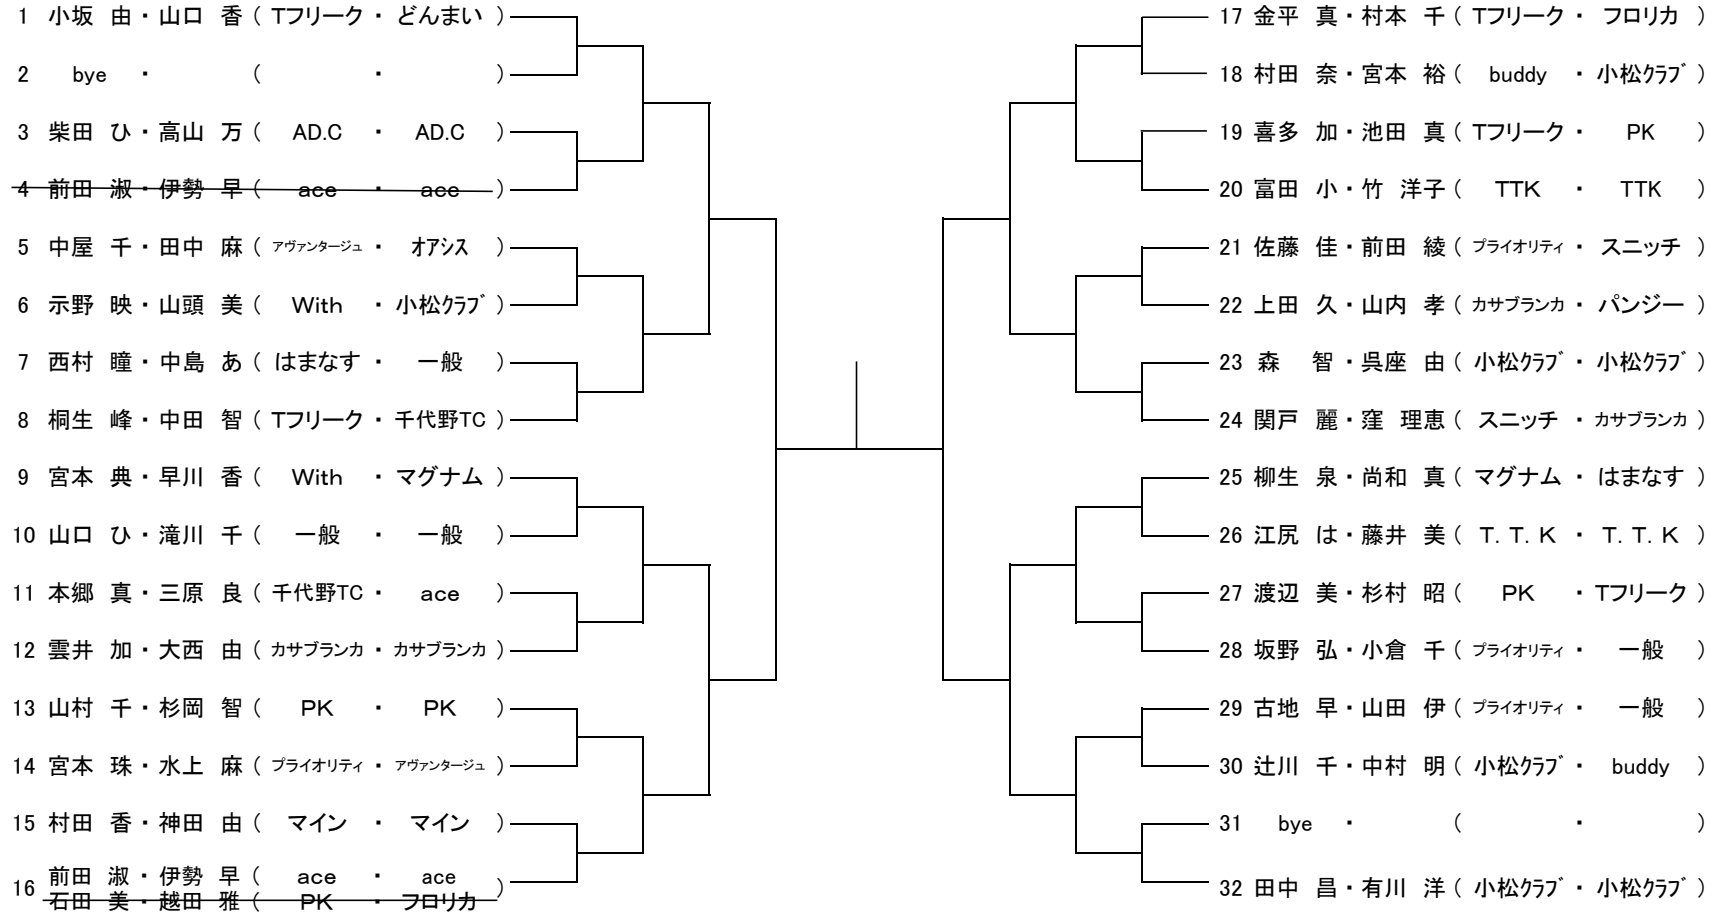 1 小坂 由・山口 香 ( Tフリーク ・ どんまい )
2 bye ・ ( ・ )
3 柴田 ひ・高山 万 ( AD.C ・ AD.C )
4 前田 淑・伊勢 早 ( ace ・ ace )
5 中屋 千・田中 麻 ( アヴァンタージュ ・ オアシス )
6 示野 映・山頭 美 ( With ・ 小松クラブ )
7 西村 瞳・中島 あ ( はまなす ・ 一般 )
8 桐生 峰・中田 智 ( Tフリーク ・ 千代野TC )
9 宮本 典・早川 香 ( With ・ マグナム )
10 山口 ひ・滝川 千 ( 一般 ・ 一般 )
11 本郷 真・三原 良 ( 千代野TC ・ ace )
12 雲井 加・大西 由 ( カサブランカ ・ カサブランカ )
13 山村 千・杉岡 智 ( PK ・ PK )
14 宮本 珠・水上 麻 ( プライオリティ ・ アヴァンタージュ )
15 村田 香・神田 由 ( マイン ・ マイン )
16 前田 淑・伊勢 早 ( ace ・ ace )
石田 美・越田 雅 ( PK ・ フロリカ )
17 金平 真・村本 千 ( Tフリーク ・ フロリカ )
18 村田 奈・宮本 裕 ( buddy ・ 小松クラブ )
19 喜多 加・池田 真 ( Tフリーク ・ PK )
20 富田 小・竹 洋子 ( TTK ・ TTK )
21 佐藤 佳・前田 綾 ( プライオリティ ・ スニッチ )
22 上田 久・山内 孝 ( カサブランカ ・ パンジー )
23 森 智・呉座 由 ( 小松クラブ ・ 小松クラブ )
24 関戸 麗・窪 理恵 ( スニッチ ・ カサブランカ )
25 柳生 泉・尚和 真 ( マグナム ・ はまなす )
26 江尻 は・藤井 美 ( T. T. K ・ T. T. K )
27 渡辺 美・杉村 昭 ( PK ・ Tフリーク )
28 坂野 弘・小倉 千 ( プライオリティ ・ 一般 )
29 古地 早・山田 伊 ( プライオリティ ・ 一般 )
30 辻川 千・中村 明 ( 小松クラブ ・ buddy )
31 bye ・ ( ・ )
32 田中 昌・有川 洋 ( 小松クラブ ・ 小松クラブ )